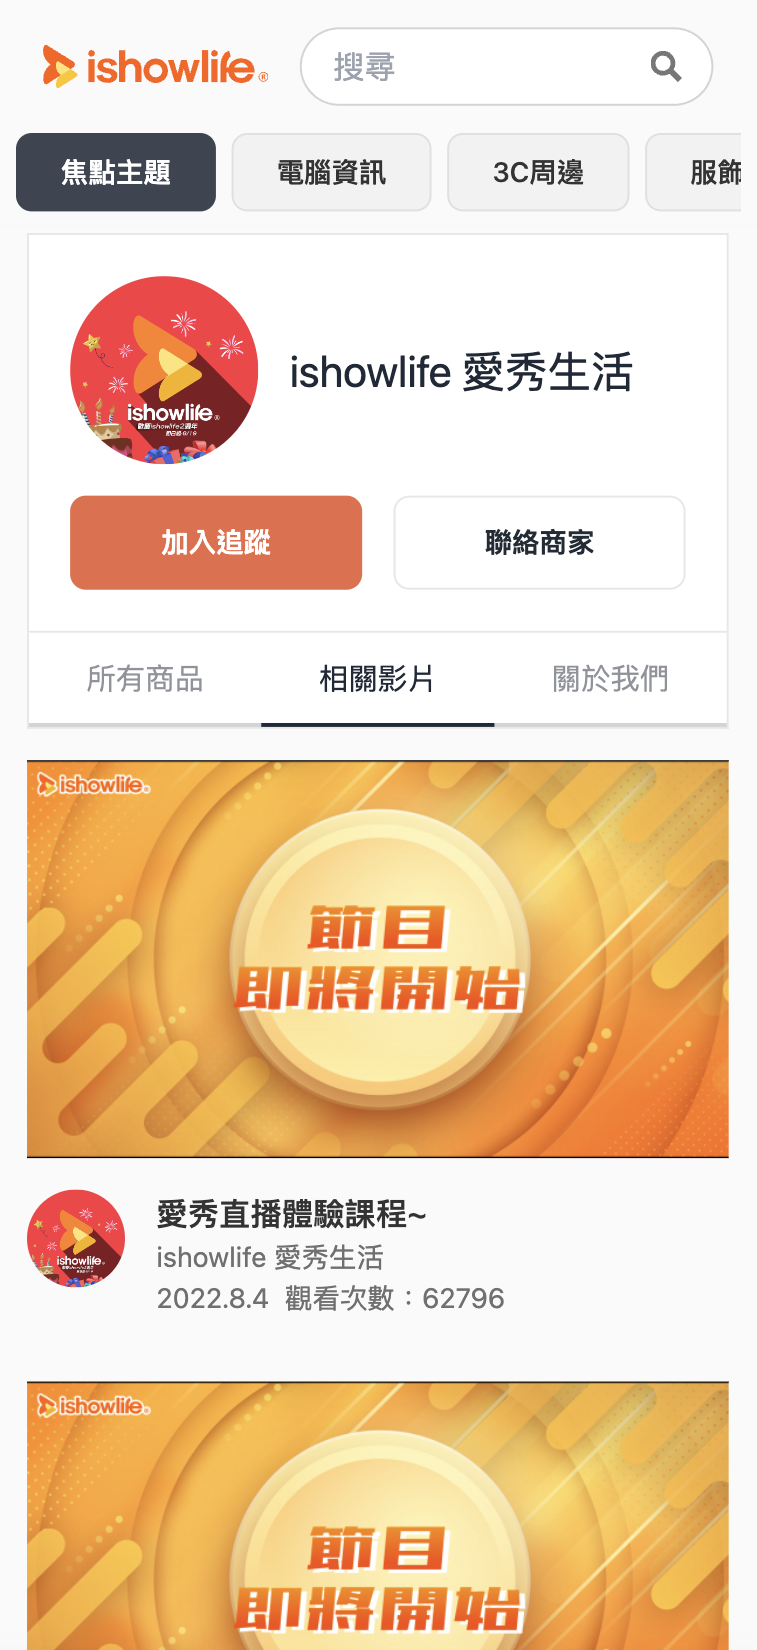 ishowlife®
搜尋
焦點主題
電腦資訊
3C周邊
服飾
ishowlife®
歡慶ishowlife2週年
ishowlife 愛秀生活
加入追蹤
聯絡商家
所有商品
相關影片
關於我們
ishowlife®
節目
即將開始
ishowlife®
愛秀直播體驗課程~
ishowlife 愛秀生活
2022.8.4 觀看次數：62796
ishowlife®
節目
即將開始